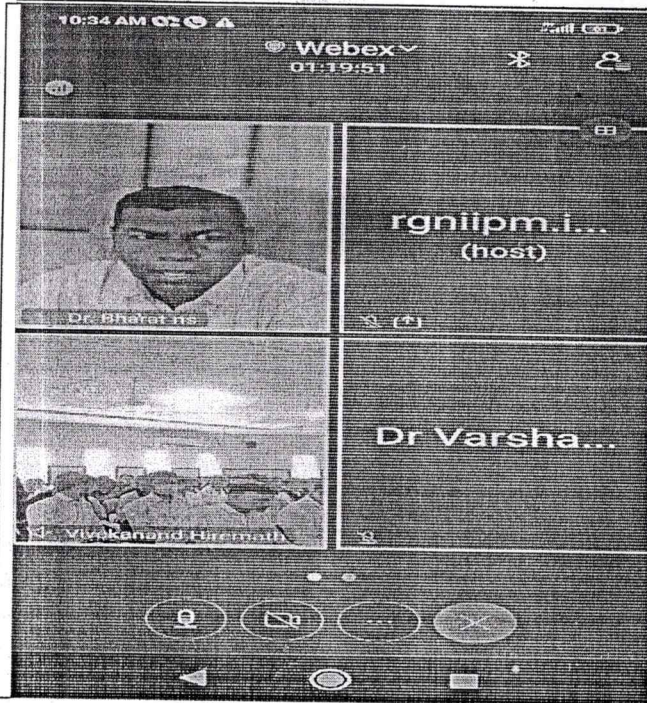 10:34 AM
Webex
01:19:51
Dr. Bharat ns
rgniipm.i...
(host)
Vivekanand Hiremath
Dr Varsha...